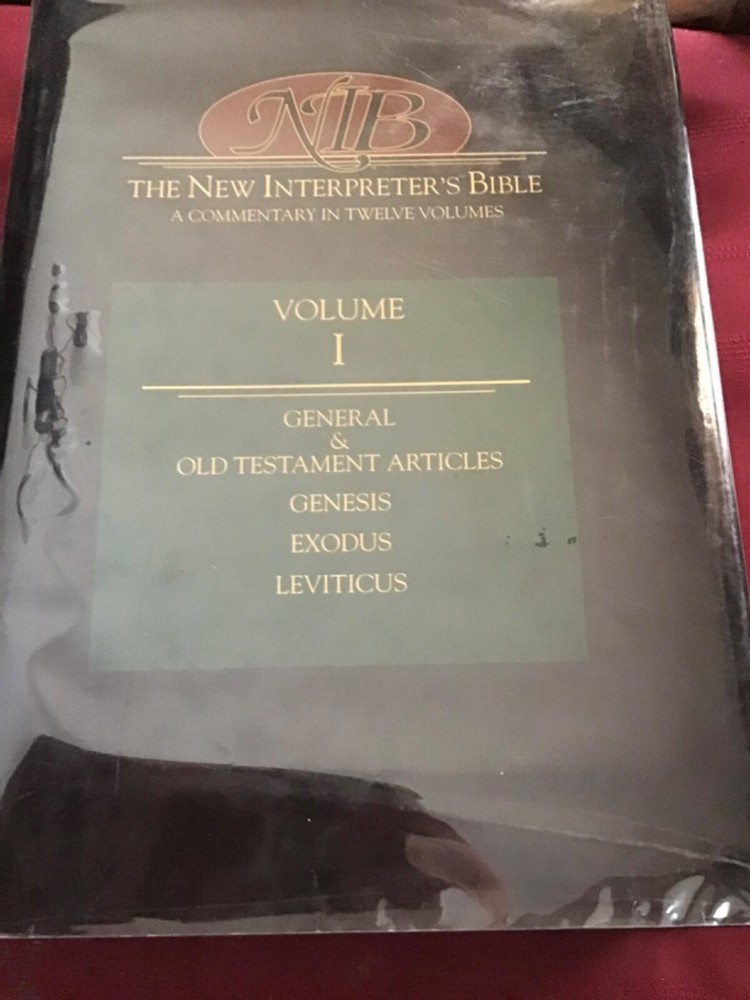 NIB
THE NEW INTERPRETER'S BIBLE
A COMMENTARY IN TWELVE VOLUMES
VOLUME
I
GENERAL
&
OLD TESTAMENT ARTICLES
GENESIS
EXODUS
LEVITICUS